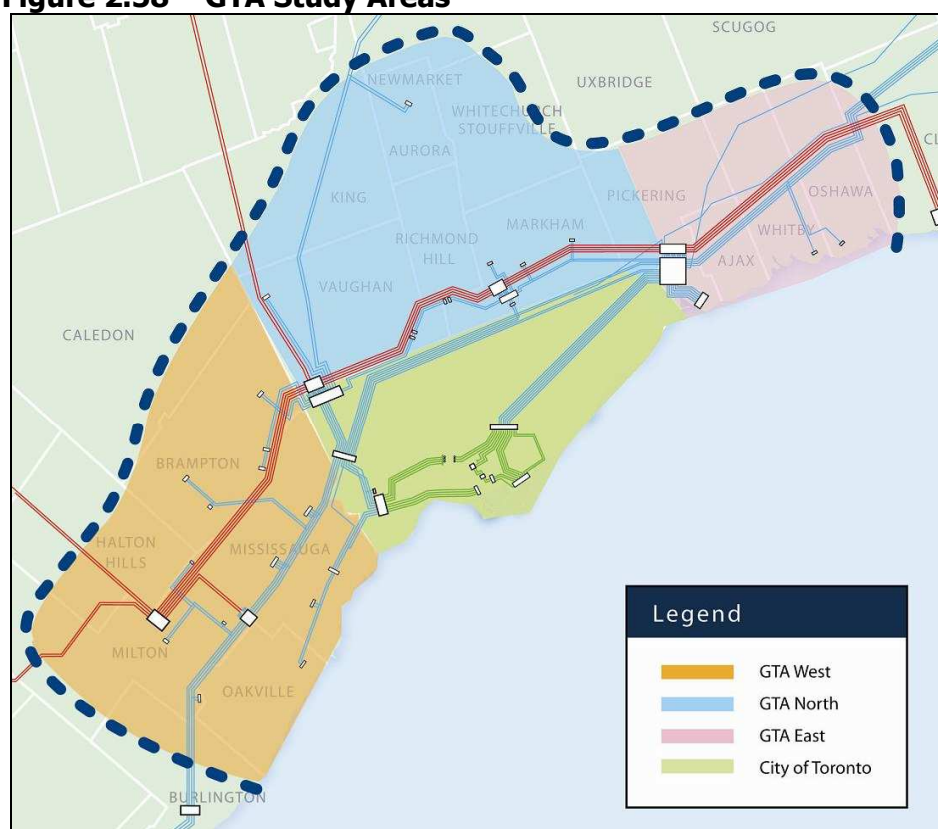 Figure 2.38 GTA Study Areas
SCUGOG
NEWMARKET
UXBRIDGE
WHITECHURCH
STOUFFVILLE
AURORA
CL
KING
PICKERING
OSHAWA
MARKHAM
WHITBY
RICHMOND
HILL
AJAX
VAUGHAN
CALEDON
BRAMPTON
HALTON
HILLS
MISSISSAUGA
MILTON
OAKVILLE
BURLINGTON
Legend
GTA West
GTA North
GTA East
City of Toronto